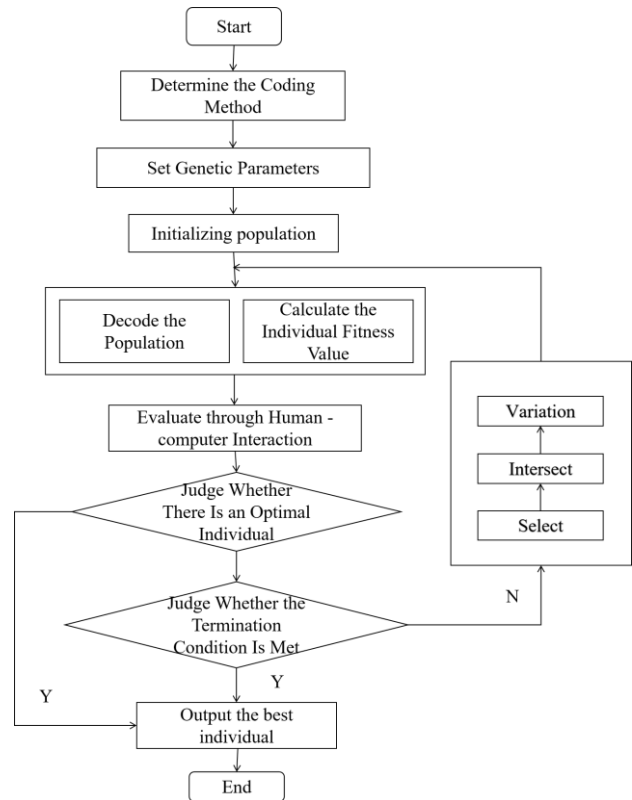 Start
Determine the Coding
Method
Set Genetic Parameters
Initializing population
Decode the
Population
Calculate the
Individual Fitness
Value
Evaluate through Human -
computer Interaction
Judge Whether
There Is an Optimal
Individual
Judge Whether the
Termination
Condition Is Met
Y
Y
N
Variation
Intersect
Select
Output the best
individual
End